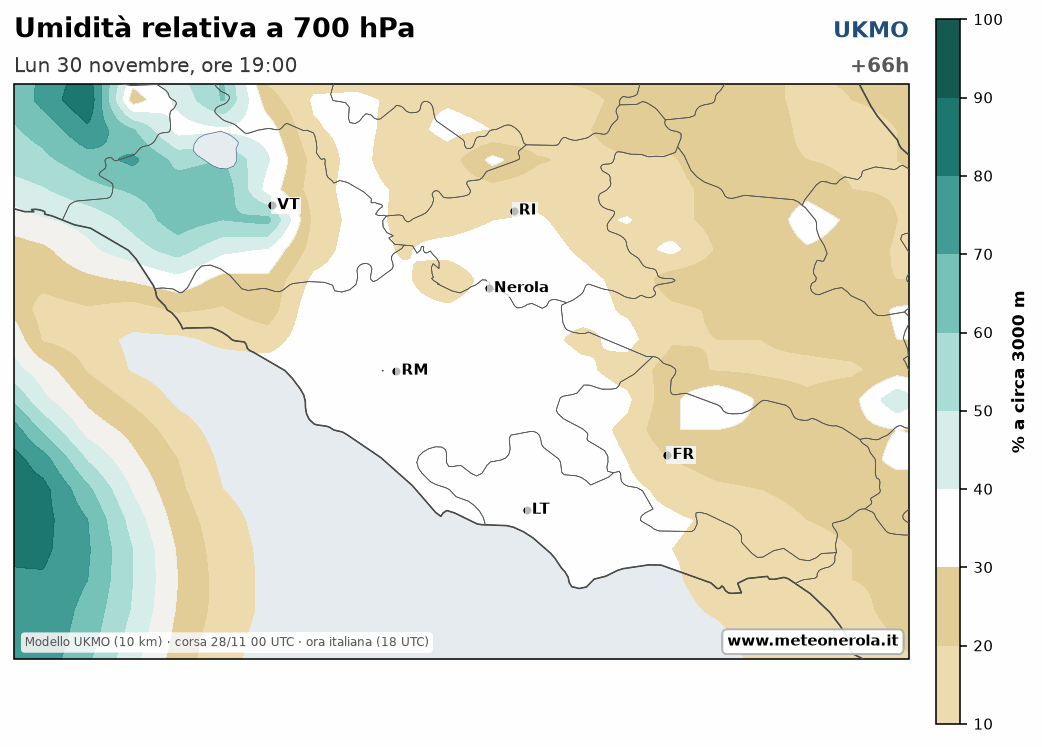 Umidità relativa a 700 hPa
UKMO
Lun 30 novembre, ore 19:00
+66h
VT
RI
Nerola
RM
FR
LT
Modello UKMO (10 km) · corsa 28/11 00 UTC · ora italiana (18 UTC)
www.meteonerola.it
100
90
80
70
60
50
40
30
20
10
% a circa 3000 m